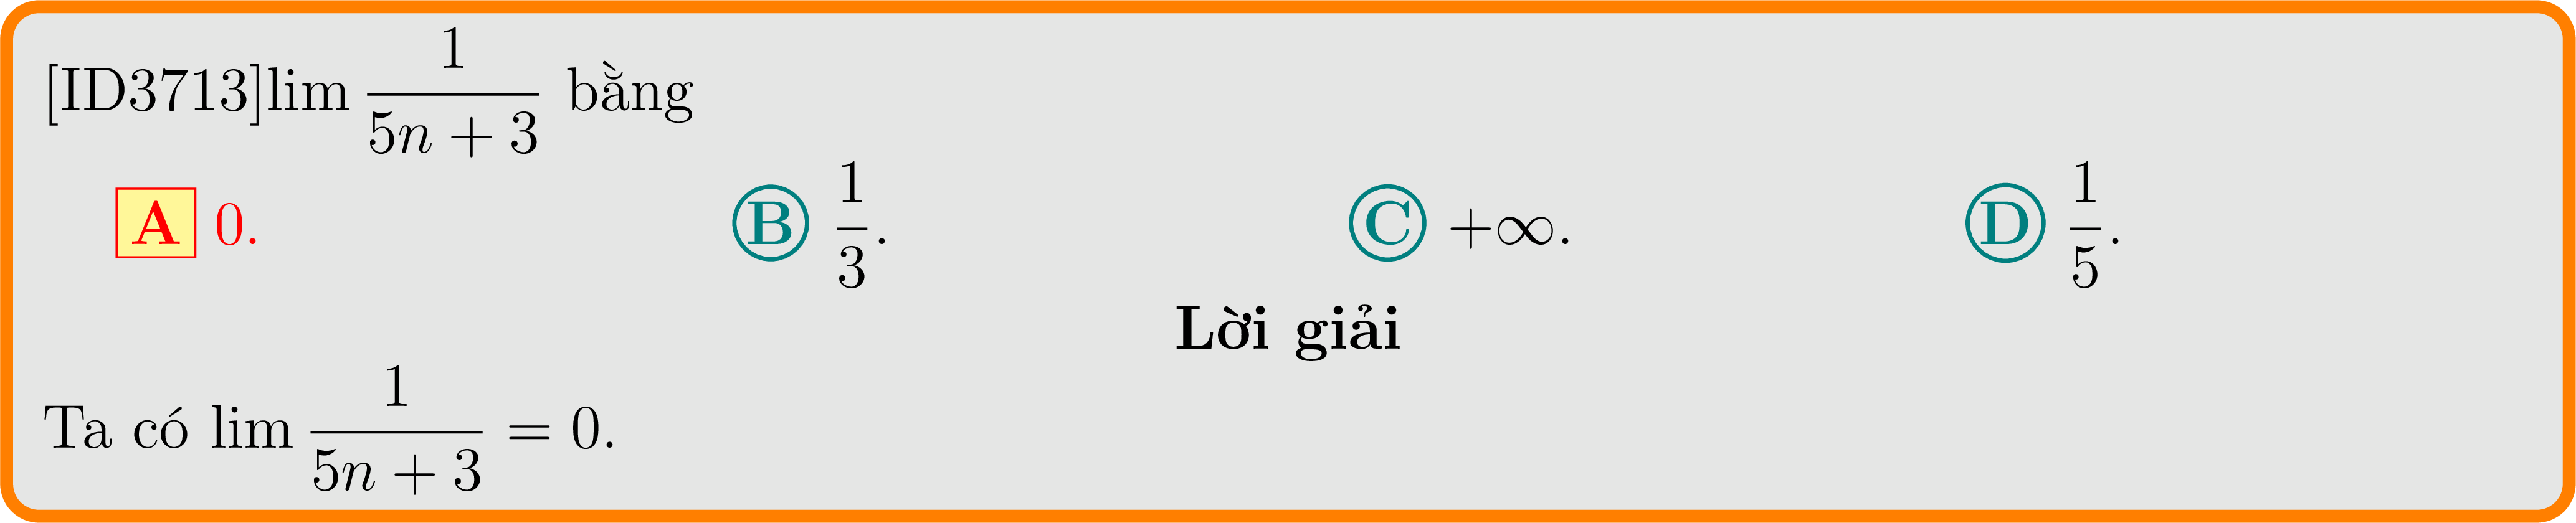 [ID3713]lim $\frac{1}{5n+3}$ bằng
A 0. B $\frac{1}{3}$. C $+\infty$. D $\frac{1}{5}$.
Lời giải
Ta có lim $\frac{1}{5n+3}$ = 0.